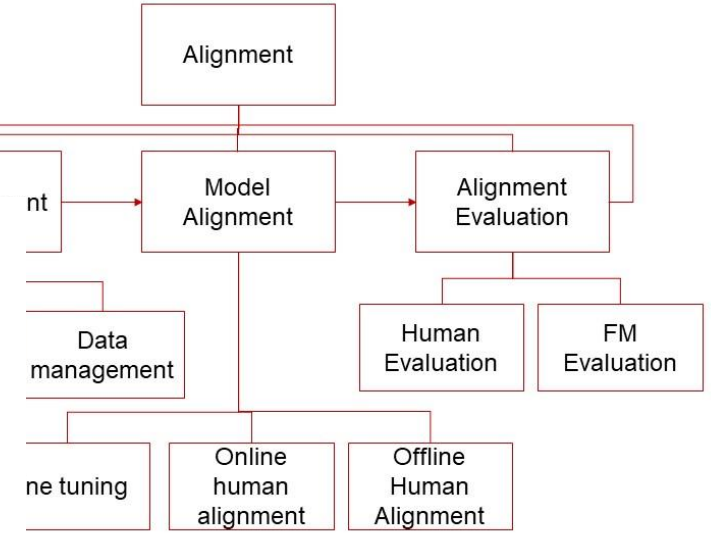 Alignment
nt
Model
Alignment
Alignment
Evaluation
Data
management
Human
Evaluation
FM
Evaluation
ne tuning
Online
human
alignment
Offline
Human
Alignment